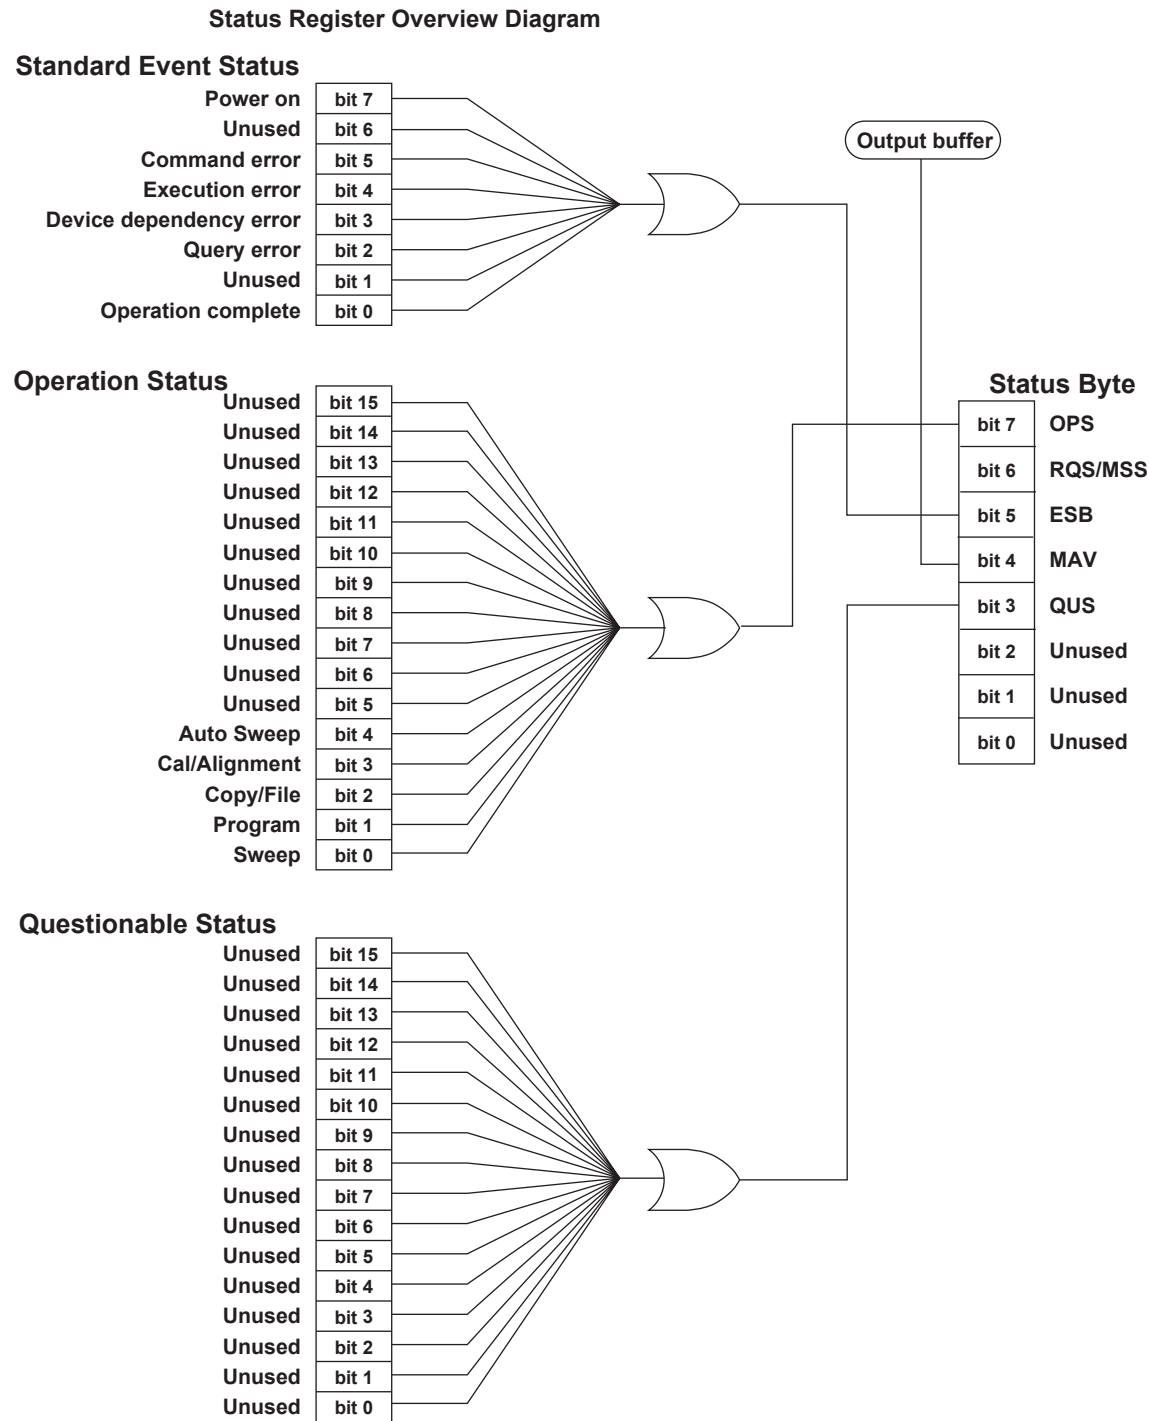 Status Register Overview Diagram
Standard Event Status
Power on bit 7
Unused bit 6
Command error bit 5
Execution error bit 4
Device dependency error bit 3
Query error bit 2
Unused bit 1
Operation complete bit 0
Output buffer
Operation Status
Unused bit 15
Unused bit 14
Unused bit 13
Unused bit 12
Unused bit 11
Unused bit 10
Unused bit 9
Unused bit 8
Unused bit 7
Unused bit 6
Unused bit 5
Auto Sweep bit 4
Cal/Alignment bit 3
Copy/File bit 2
Program bit 1
Sweep bit 0
Status Byte
bit 7 OPS
bit 6 RQS/MSS
bit 5 ESB
bit 4 MAV
bit 3 QUS
bit 2 Unused
bit 1 Unused
bit 0 Unused
Questionable Status
Unused bit 15
Unused bit 14
Unused bit 13
Unused bit 12
Unused bit 11
Unused bit 10
Unused bit 9
Unused bit 8
Unused bit 7
Unused bit 6
Unused bit 5
Unused bit 4
Unused bit 3
Unused bit 2
Unused bit 1
Unused bit 0